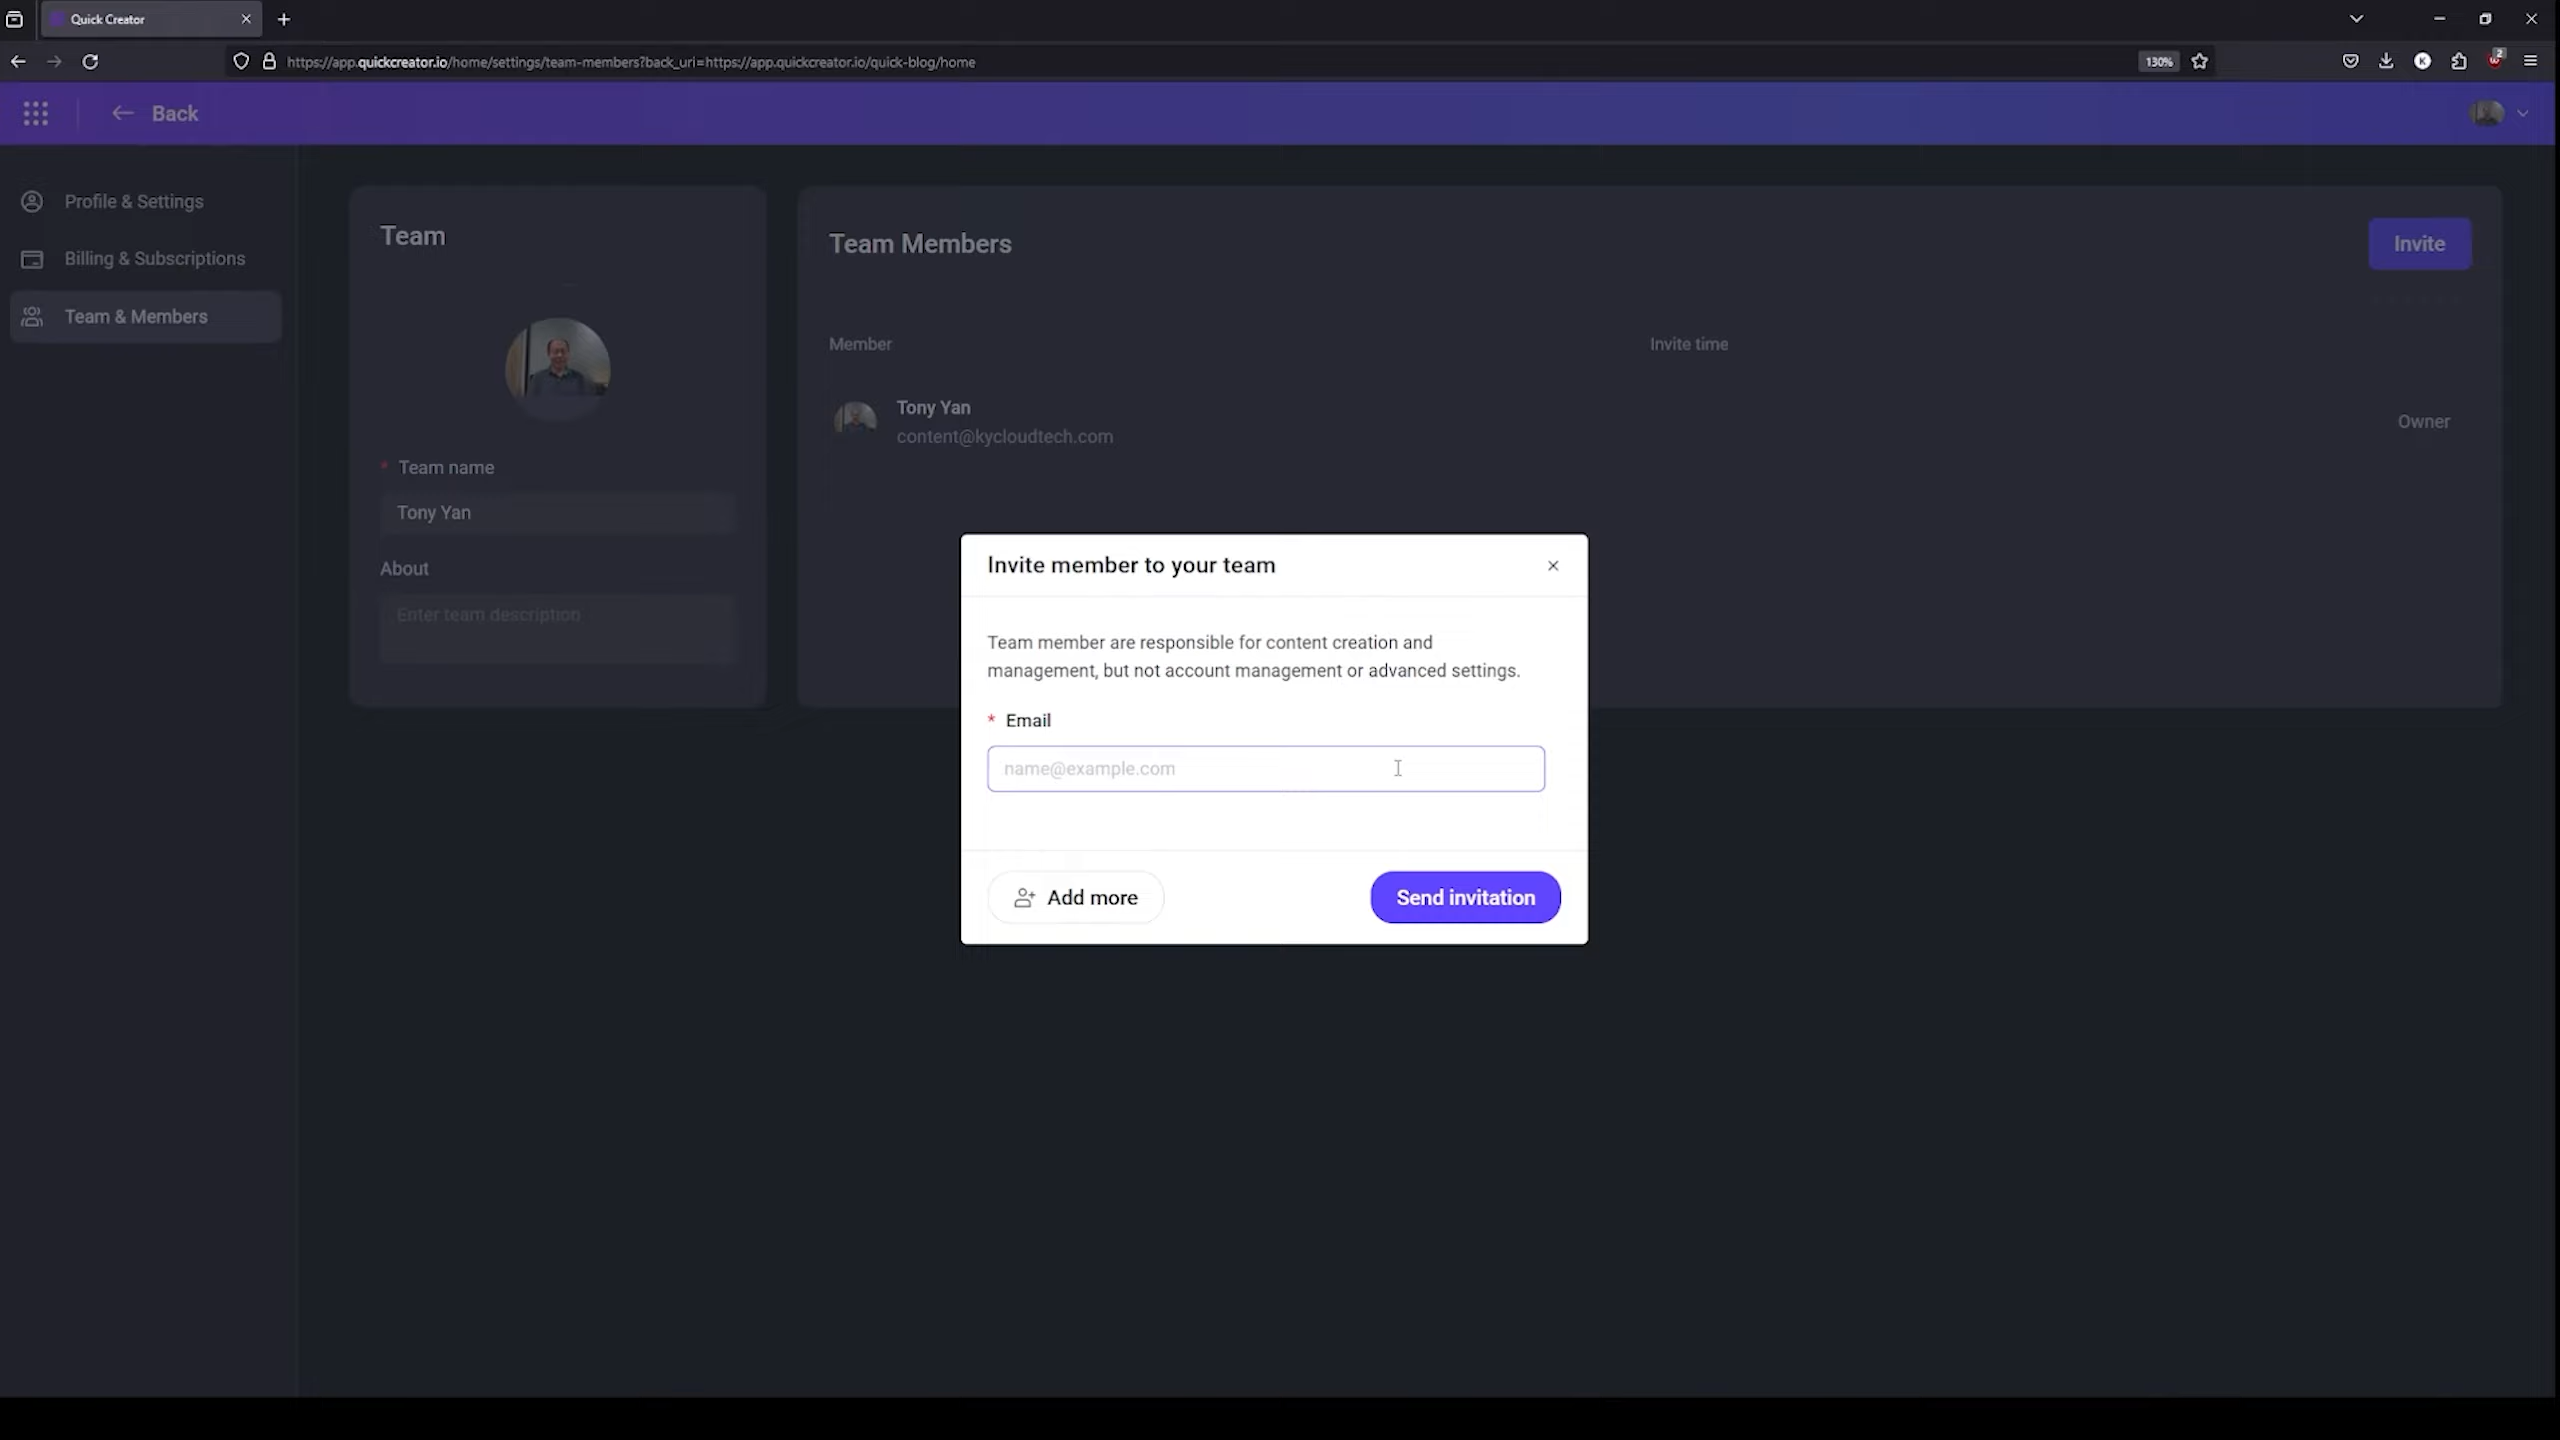 Quick Creator
https://app.quickcreator.io/home/settings/team-members?back_uri=https://app.quickcreator.io/quick-blog/home
130%
K
2
Back
Profile & Settings
Billing & Subscriptions
Team & Members
Team
* Team name
Tony Yan
About
Enter team description
Team Members
Invite
Member
Invite time
Tony Yan
content@kycloudtech.com
Owner
Invite member to your team
Team member are responsible for content creation and
management, but not account management or advanced settings.
* Email
name@example.com
Add more
Send invitation